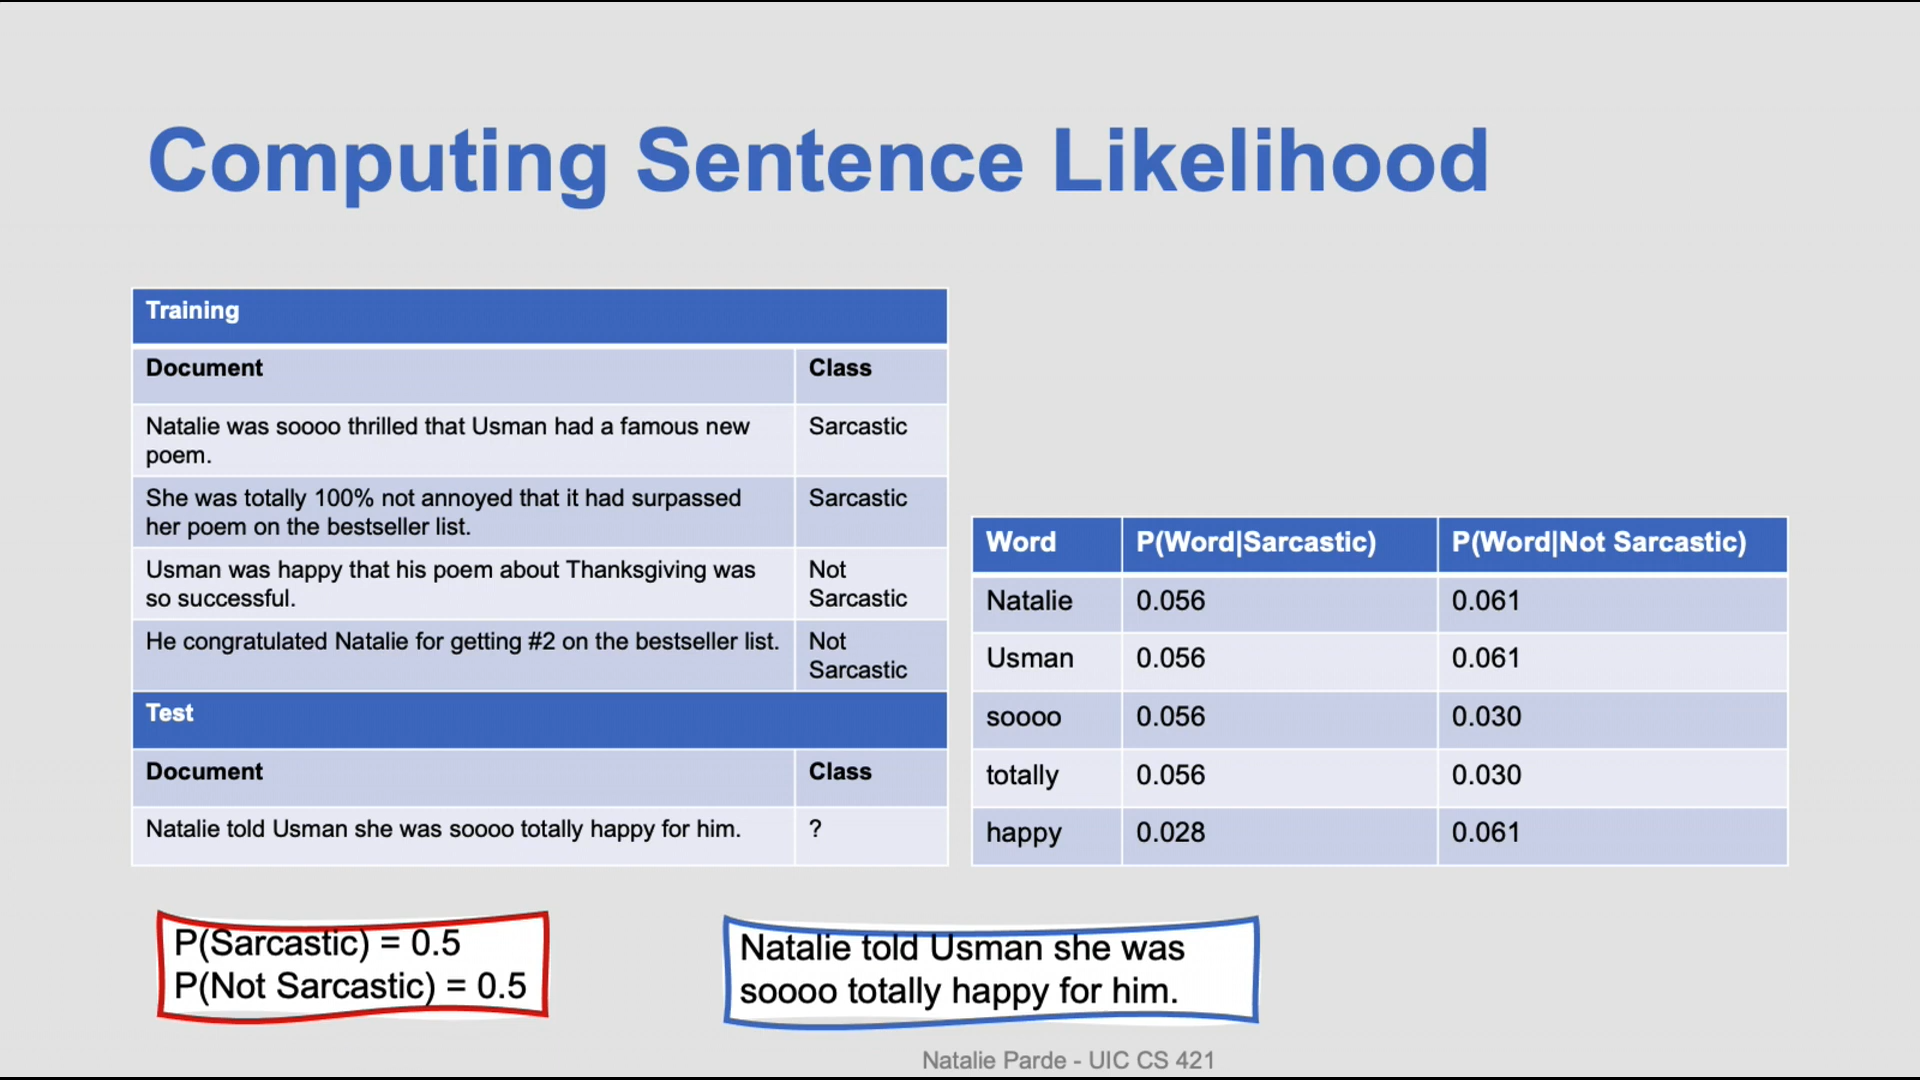 Computing Sentence Likelihood
Training
Document Class
Natalie was soooo thrilled that Usman had a famous new Sarcastic
poem.
She was totally 100% not annoyed that it had surpassed Sarcastic
her poem on the bestseller list.
Usman was happy that his poem about Thanksgiving was Not
so successful. Sarcastic
He congratulated Natalie for getting #2 on the bestseller list. Not
Sarcastic
Test
Document Class
Natalie told Usman she was soooo totally happy for him. ?
Word P(Word|Sarcastic) P(Word|Not Sarcastic)
Natalie 0.056 0.061
Usman 0.056 0.061
soooo 0.056 0.030
totally 0.056 0.030
happy 0.028 0.061
P(Sarcastic) = 0.5
P(Not Sarcastic) = 0.5
Natalie told Usman she was
soooo totally happy for him.
Natalie Parde - UIC CS 421